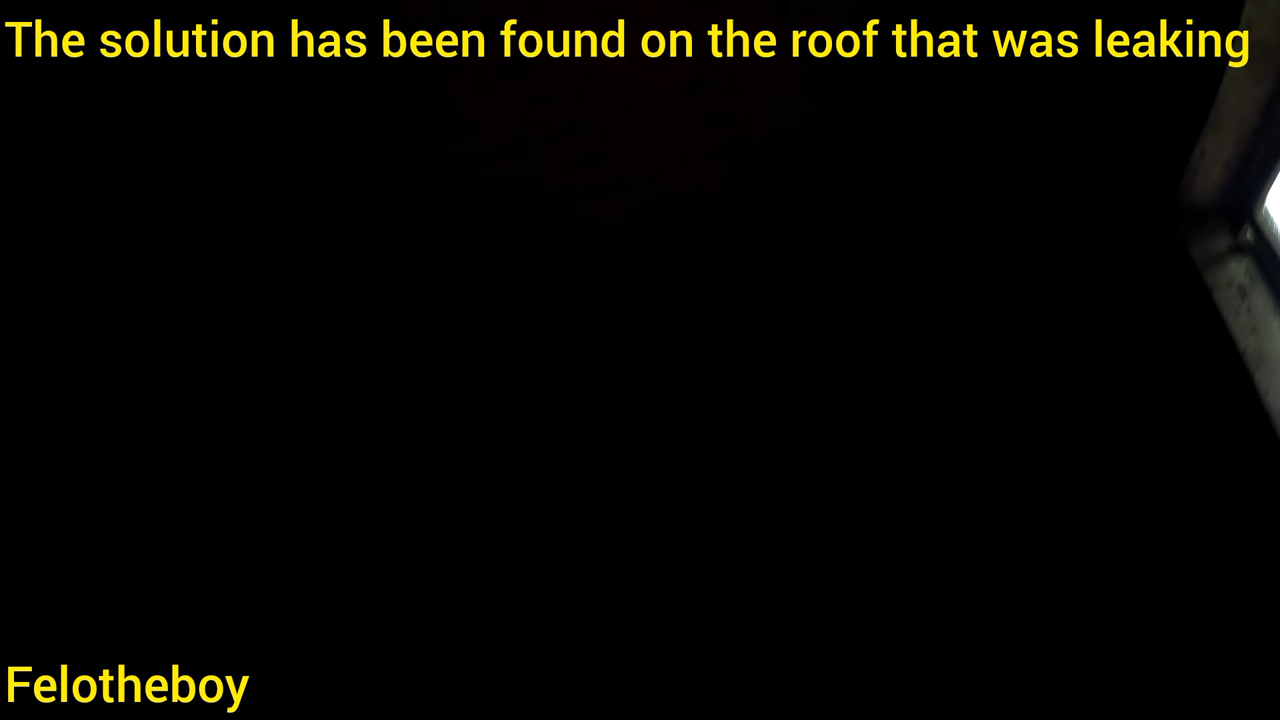 The solution has been found on the roof that was leaking
Felotheboy